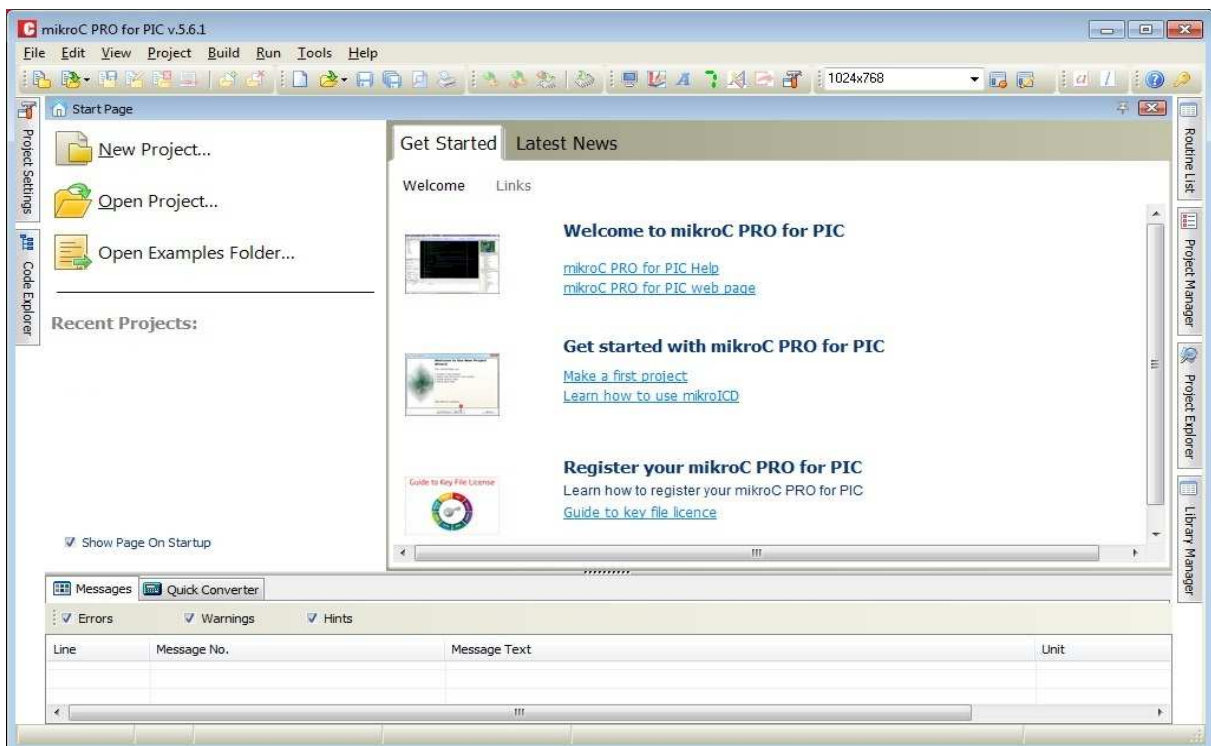 mikroC PRO for PIC v.5.6.1
File Edit View Project Build Run Tools Help
1024x768
Start Page
Project Settings
Code Explorer
New Project...
Open Project...
Open Examples Folder...
Recent Projects:
Show Page On Startup
Get Started Latest News
Welcome Links
Welcome to mikroC PRO for PIC
mikroC PRO for PIC Help
mikroC PRO for PIC web page
Get started with mikroC PRO for PIC
Make a first project
Learn how to use mikroICD
Guide to Key File License
Register your mikroC PRO for PIC
Learn how to register your mikroC PRO for PIC
Guide to key file licence
Routine List
Project Manager
Project Explorer
Library Manager
Messages Quick Converter
Errors Warnings Hints
Line Message No. Message Text Unit